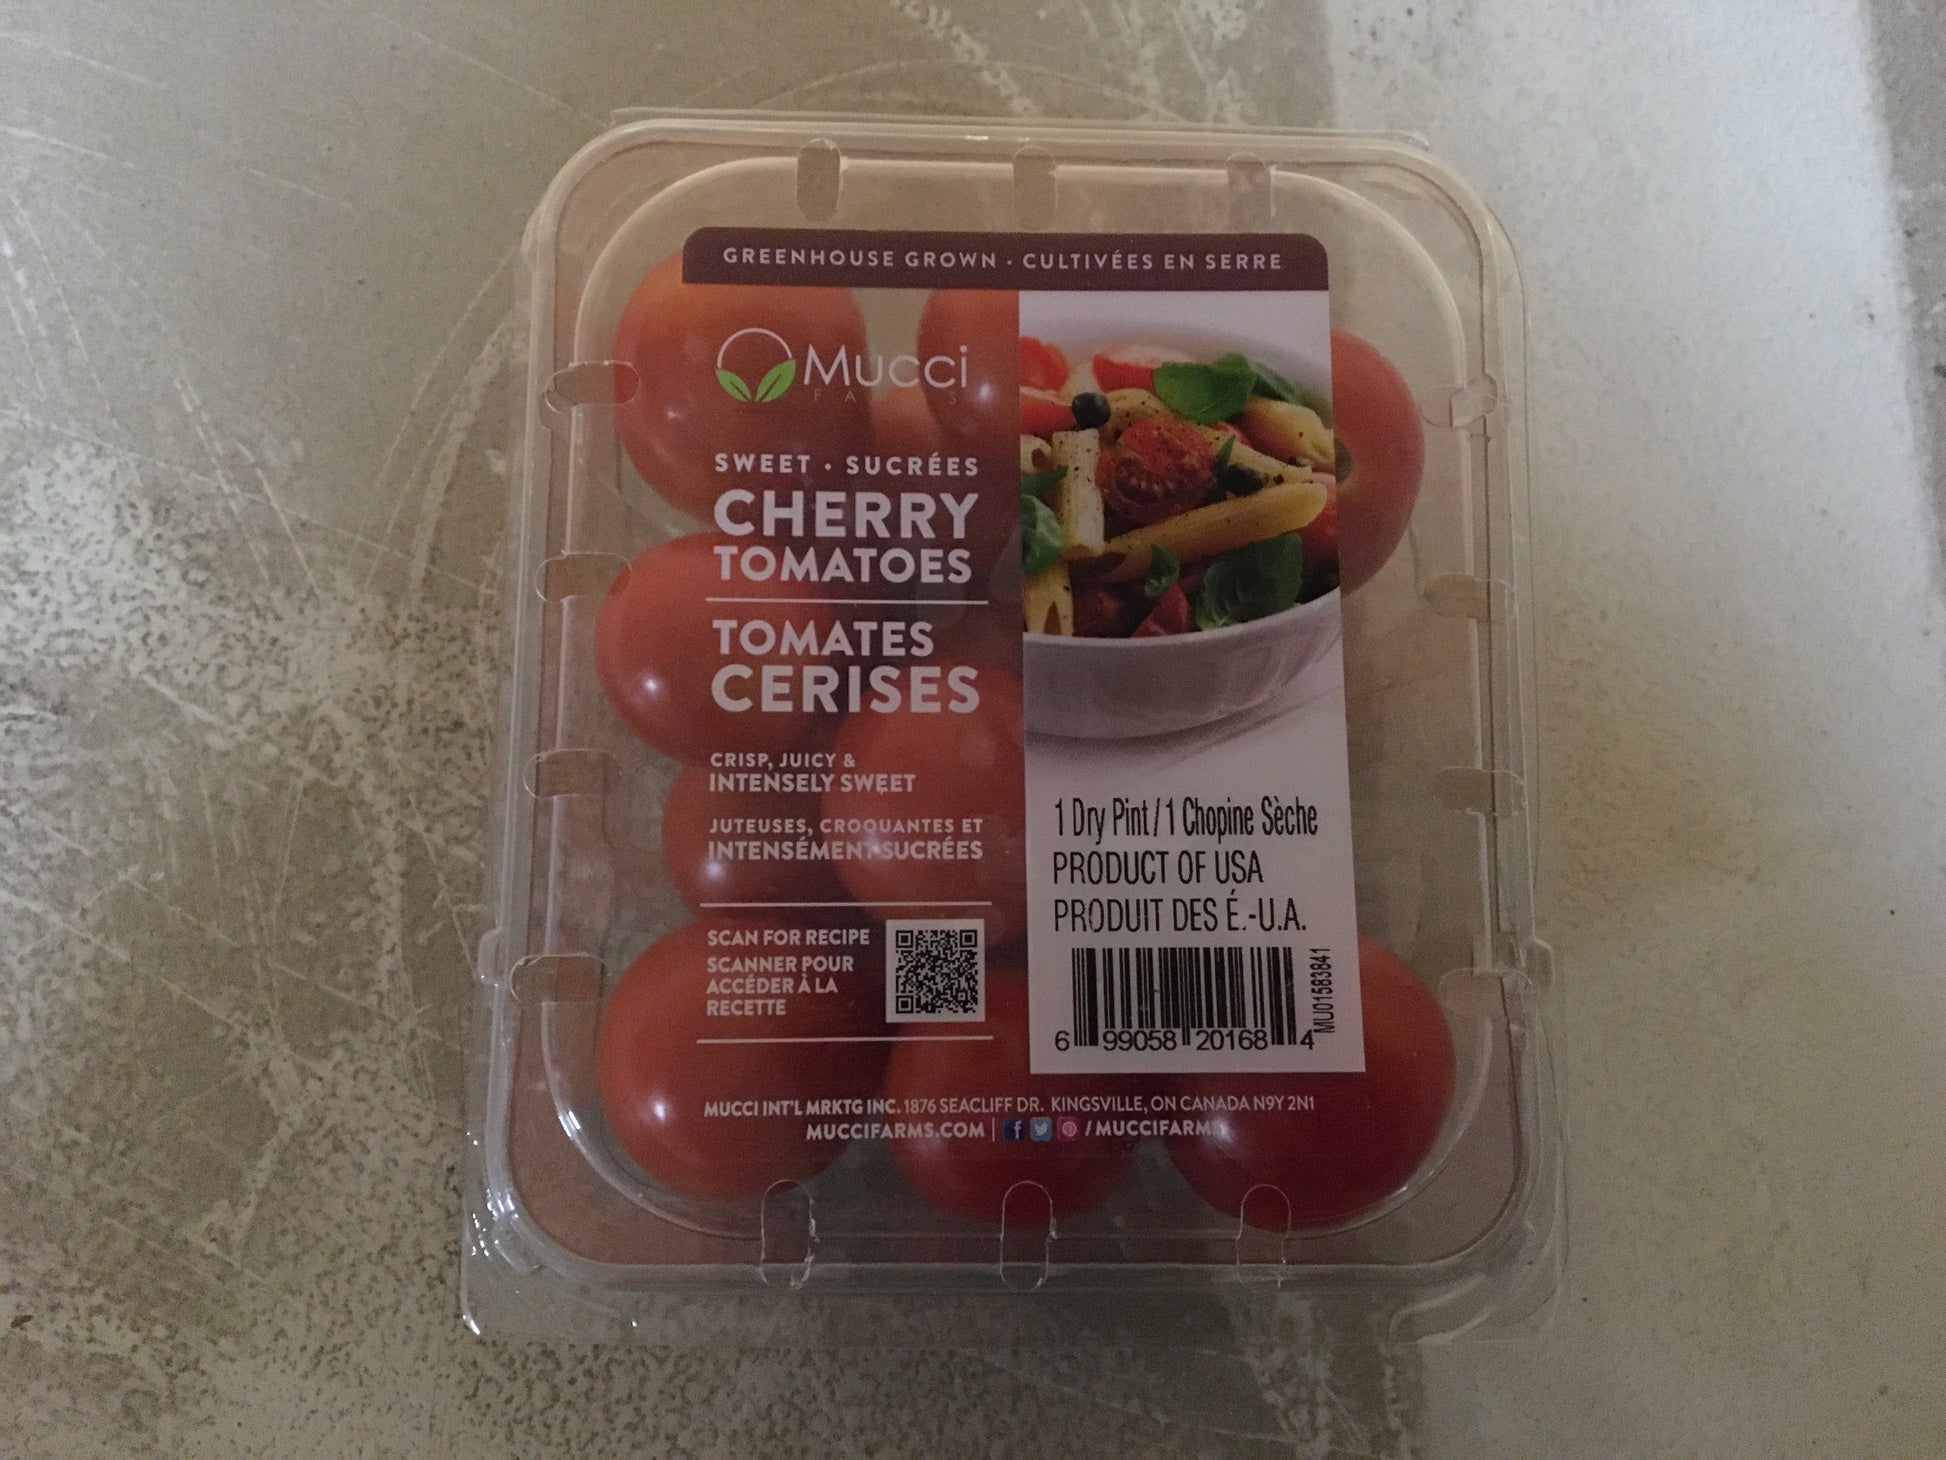 GREENHOUSE GROWN · CULTIVÉES EN SERRE
Mucci
FARMS
SWEET · SUCRÉES
CHERRY
TOMATOES
TOMATES
CERISES
CRISP, JUICY &
INTENSELY SWEET
JUTEUSES, CROQUANTES ET
INTENSÉMENT SUCRÉES
SCAN FOR RECIPE
SCANNER POUR
ACCÉDER À LA
RECETTE
1 Dry Pint / 1 Chopine Sèche
PRODUCT OF USA
PRODUIT DES É.-U.A.
6 99058 20168 4
MU01583841
MUCCI INT'L MRKTG INC. 1876 SEACLIFF DR. KINGSVILLE, ON CANADA N9Y 2N1
MUCCIFARMS.COM | f /MUCCIFARMS